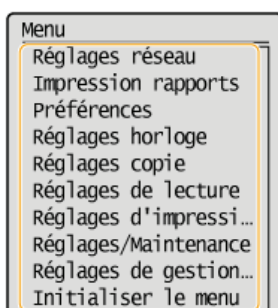 Menu
Réglages réseau
Impression rapports
Préférences
Réglages horloge
Réglages copie
Réglages de lecture
Réglages d'impressi…
Réglages/Maintenance
Réglages de gestion…
Initialiser le menu